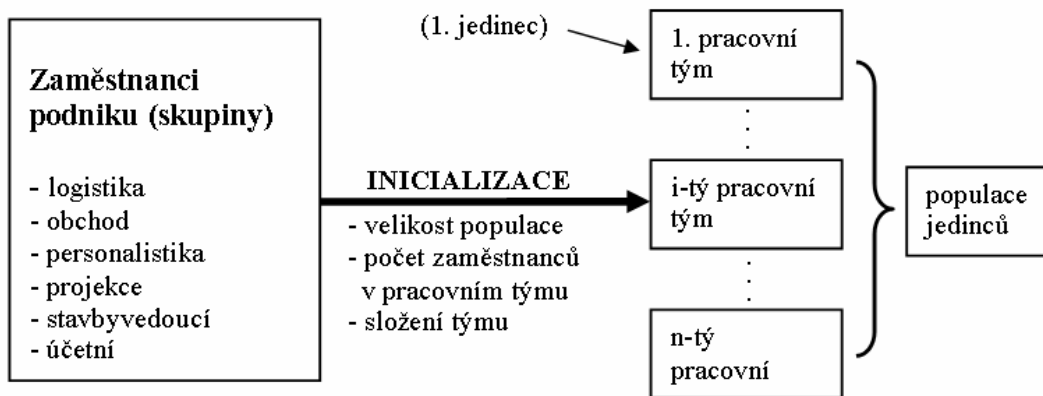 Zaměstnanci
podniku (skupiny)
- logistika
- obchod
- personalistika
- projekce
- stavbyvedoucí
- účetní
INICIALIZACE
- velikost populace
- počet zaměstnanců
v pracovním týmu
- složení týmu
(1. jedinec)
1. pracovní
tým
i-tý pracovní
tým
n-tý
pracovní
populace
jedinců